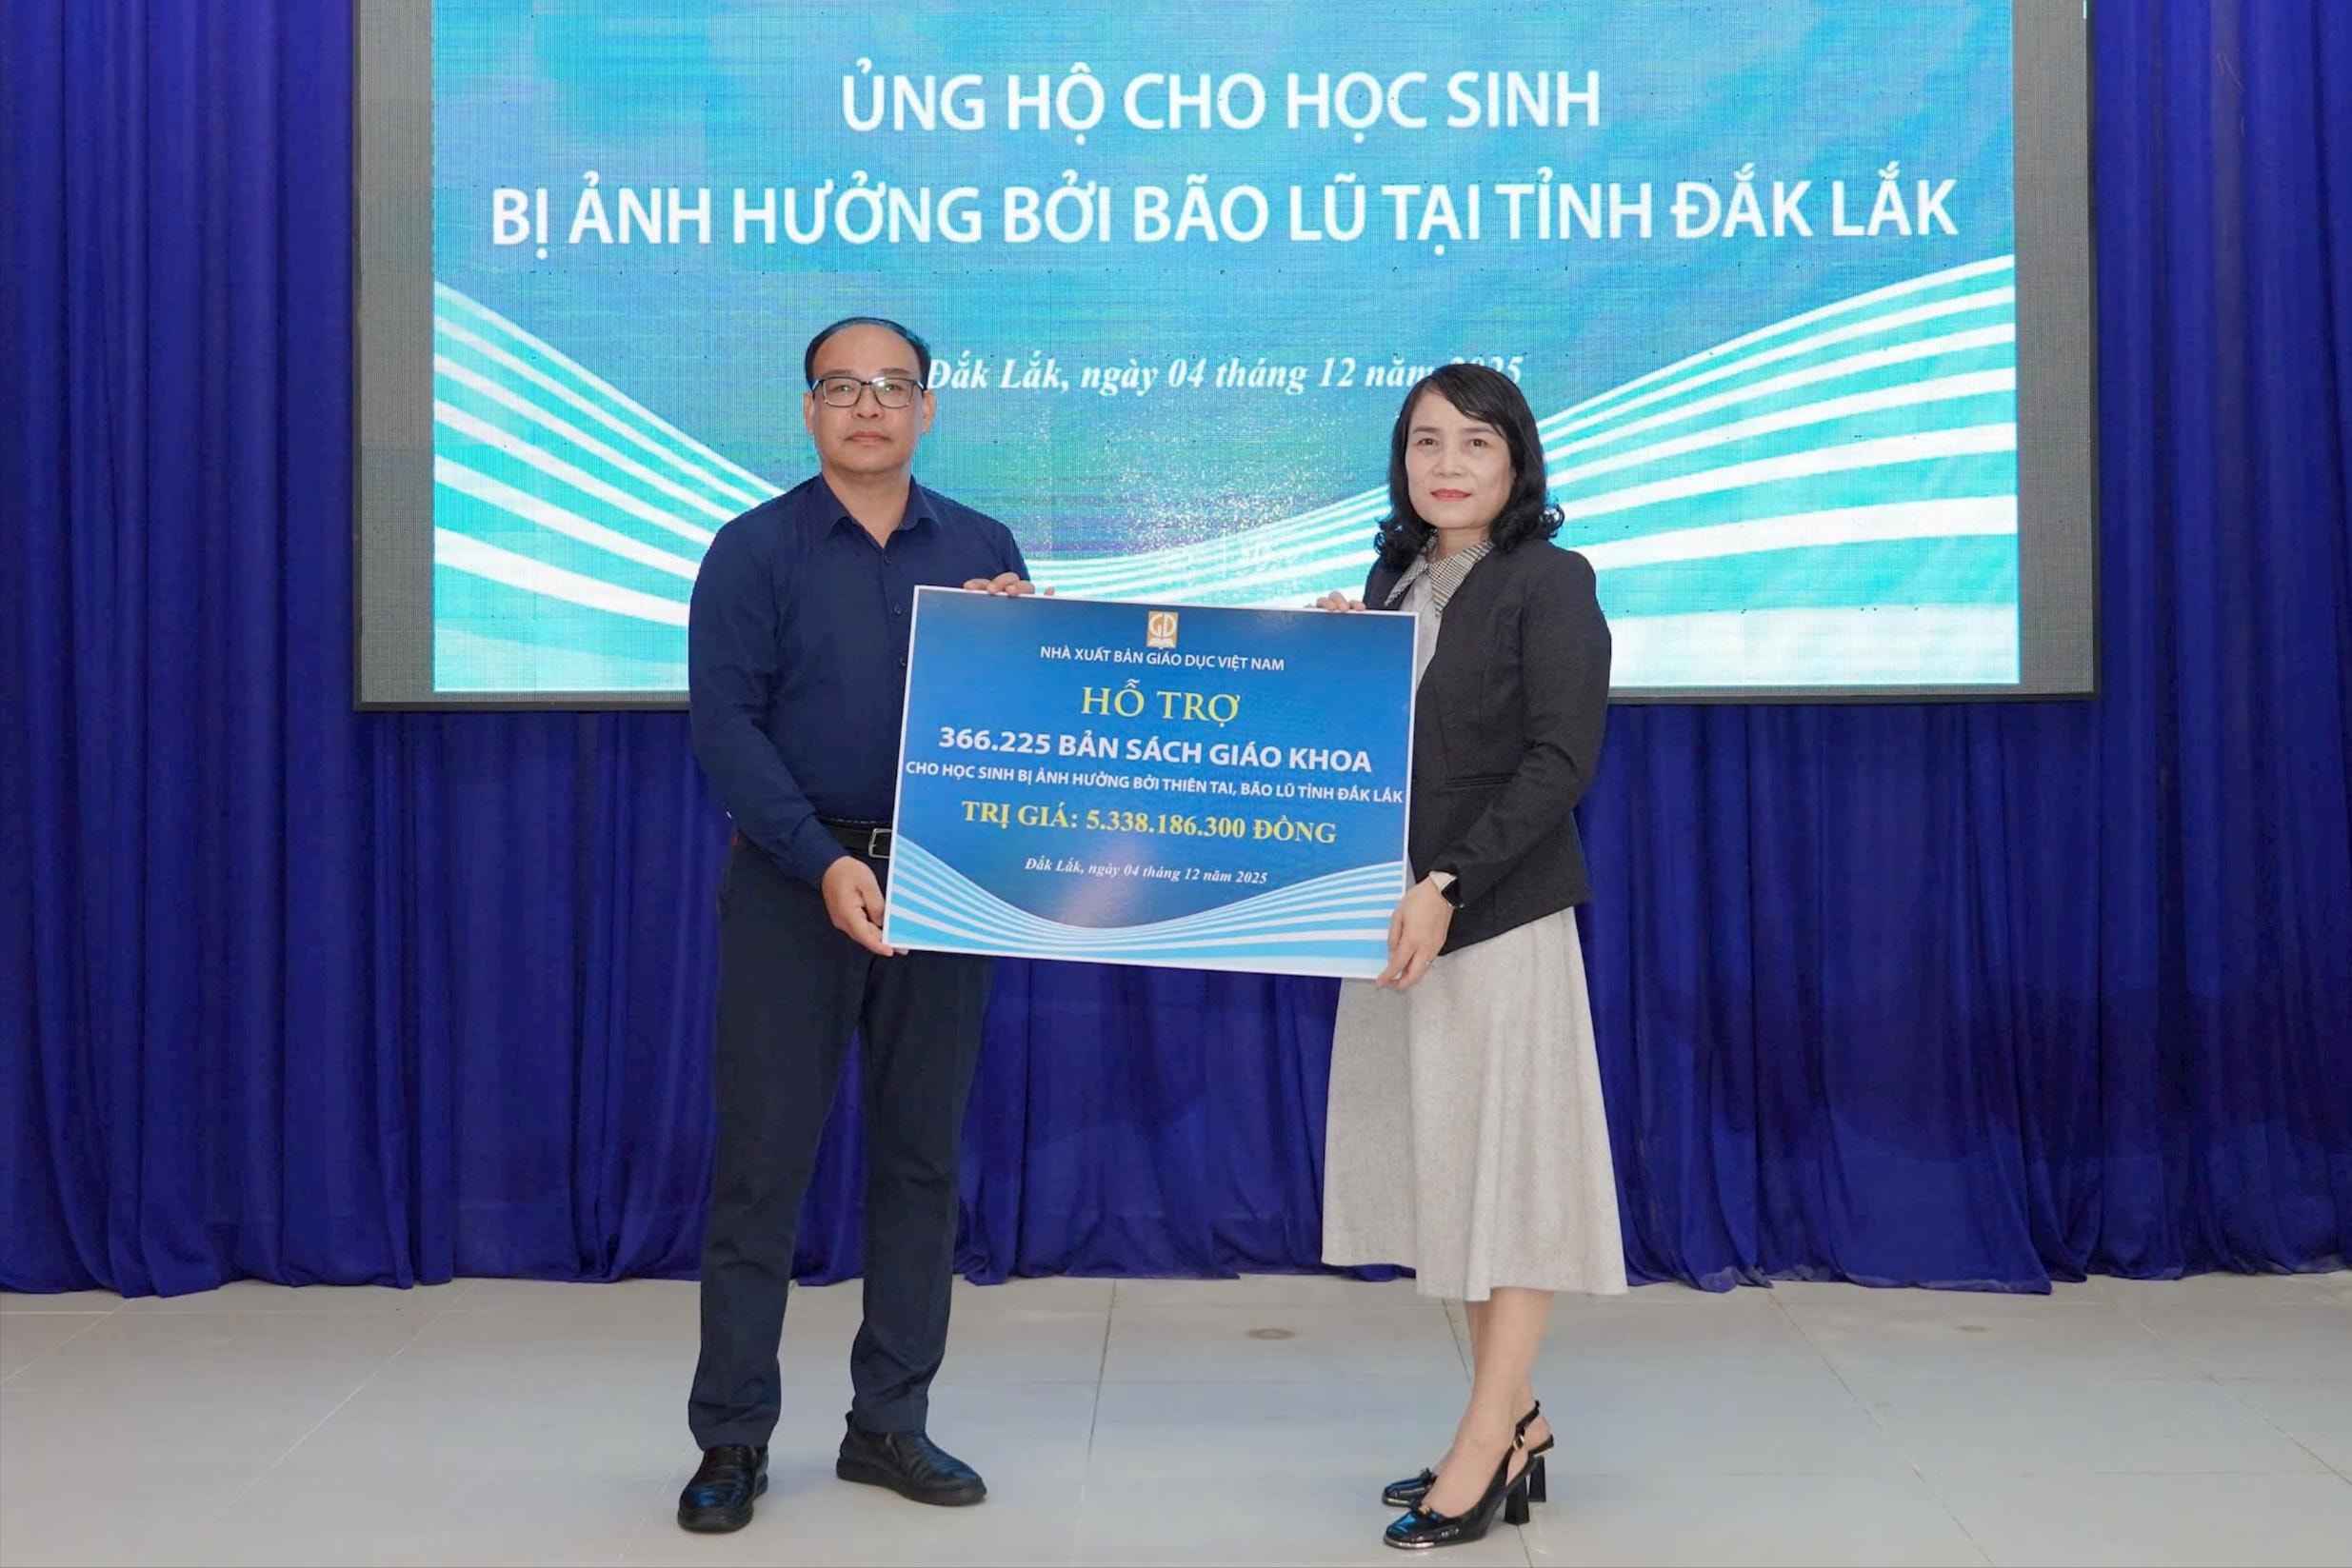 ỦNG HỘ CHO HỌC SINH
BỊ ẢNH HƯỞNG BỞI BÃO LŨ TẠI TỈNH ĐẮK LẮK
Đắk Lắk, ngày 04 tháng 12
GD
NHÀ XUẤT BẢN GIÁO DỤC VIỆT NAM
HỖ TRỢ
366.225 BẢN SÁCH GIÁO KHOA
CHO HỌC SINH BỊ ẢNH HƯỞNG BỞI THIÊN TAI, BÃO LŨ TỈNH ĐẮK LẮK
TRỊ GIÁ: 5.338.186.300 ĐỒNG
Đắk Lắk, ngày 04 tháng 12 năm 2025